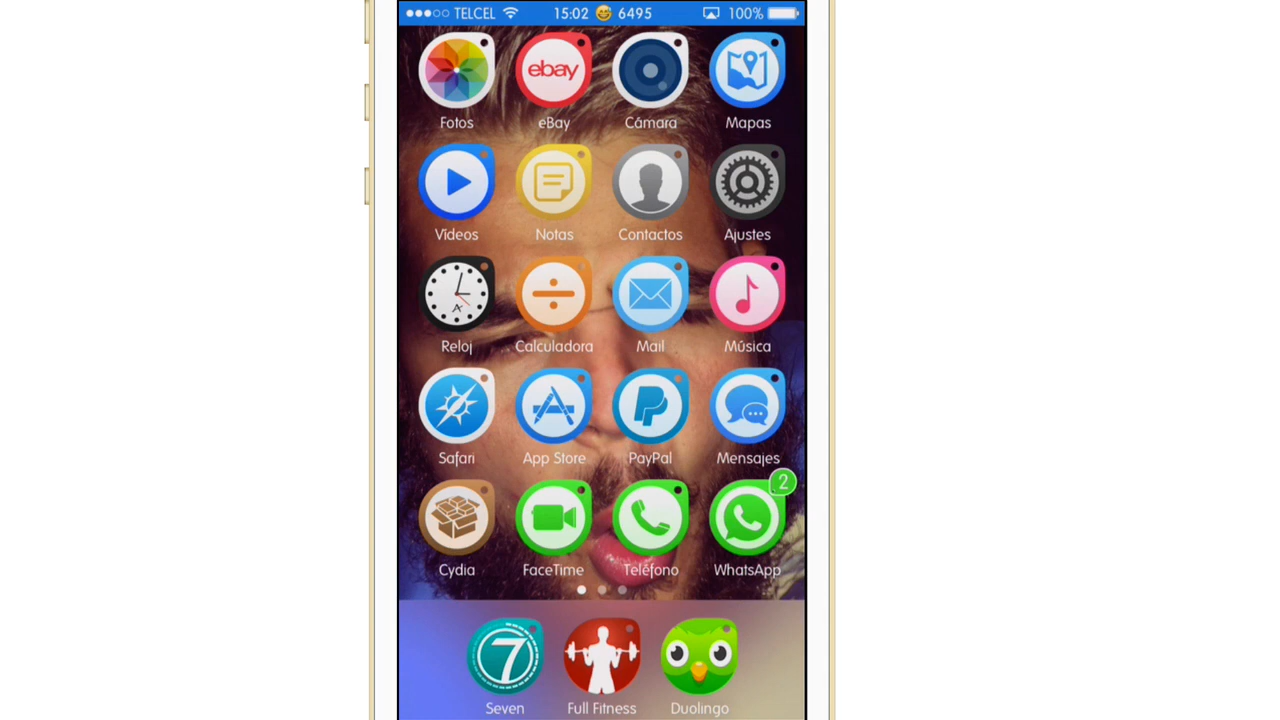 TELCEL 15:02 😄 6495 100%
ebay
Fotos eBay Cámara Mapas
Vídeos Notas Contactos Ajustes
Reloj Calculadora Mail Música
Safari App Store PayPal Mensajes
2
Cydia FaceTime Teléfono WhatsApp
7
Seven Full Fitness Duolingo